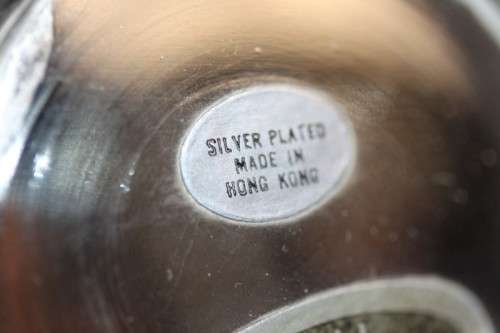 SILVER PLATED
MADE IN
HONG KONG